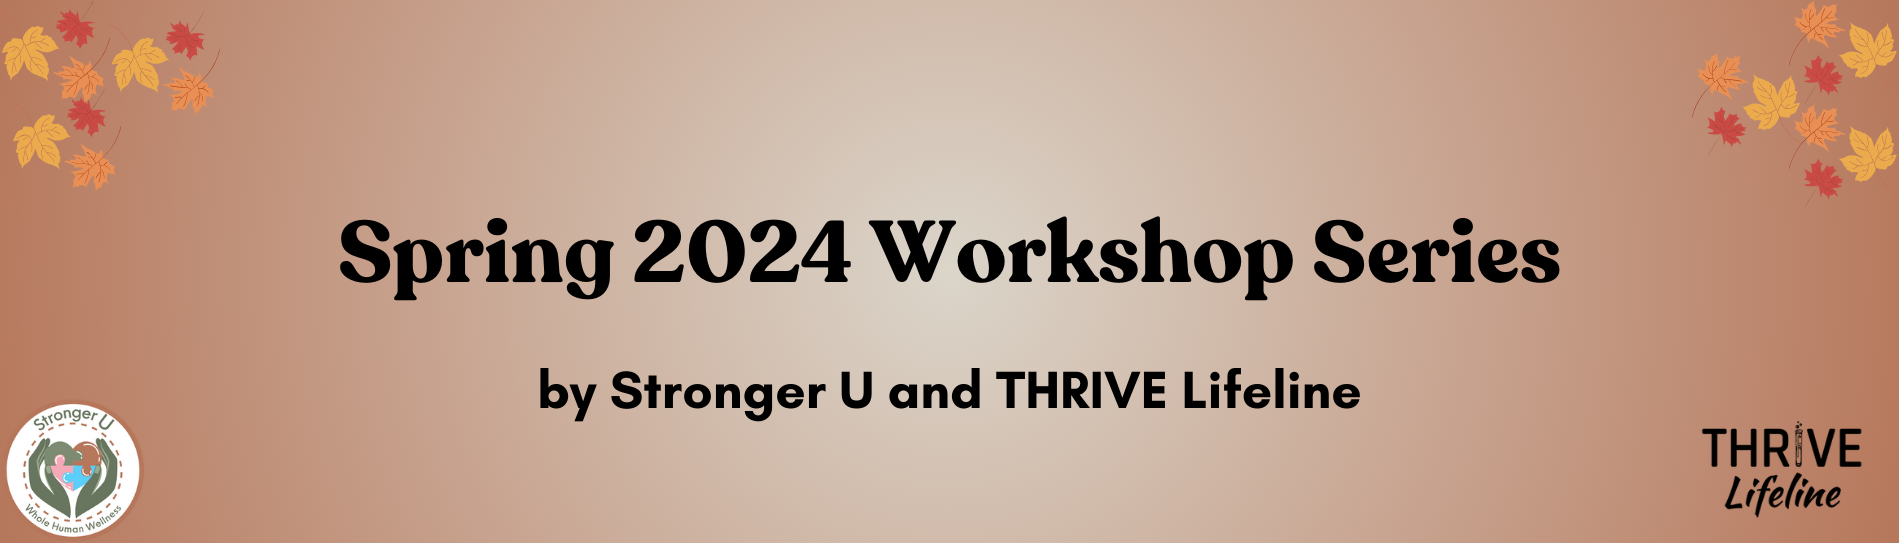 Spring 2024 Workshop Series
by Stronger U and THRIVE Lifeline
Stronger U
Whole Human Wellness
THRIVE
Lifeline